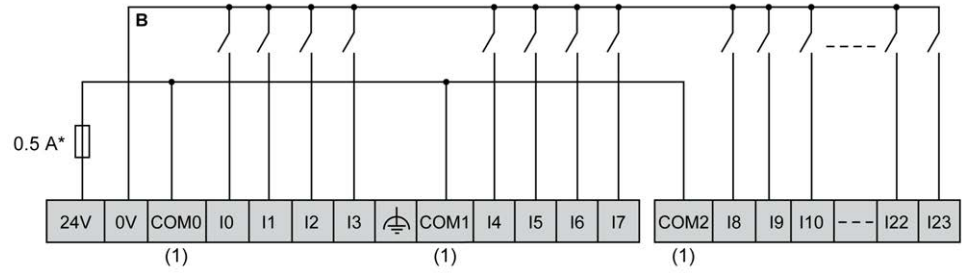 B
0.5 A*
24V 0V COM0 I0 I1 I2 I3 COM1 I4 I5 I6 I7 COM2 I8 I9 I10 ---- I22 I23
(1) (1) (1)